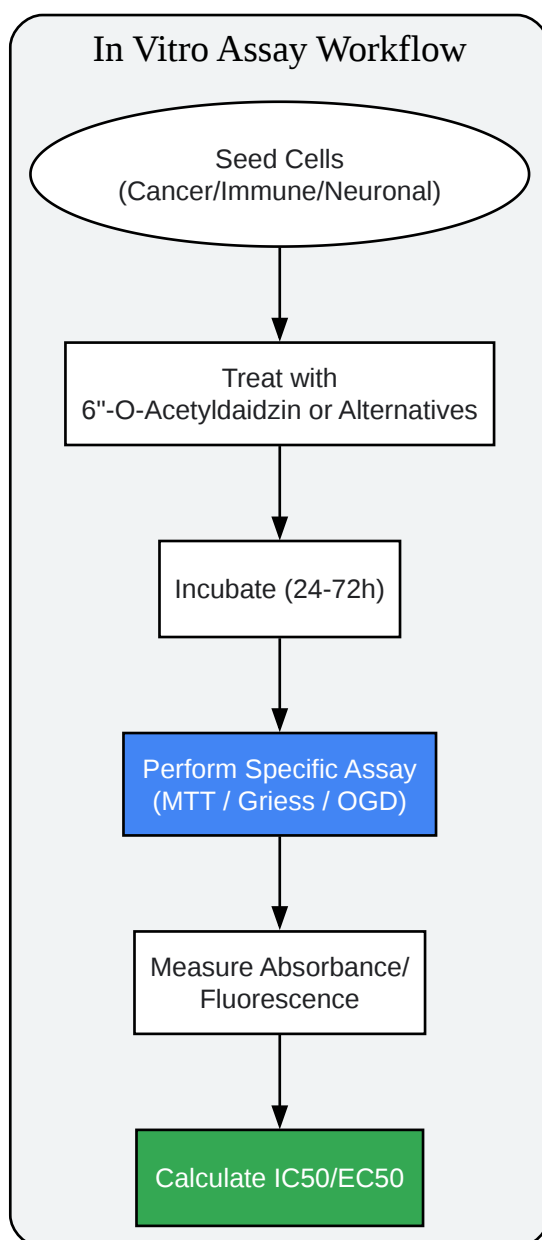 In Vitro Assay Workflow
Seed Cells
(Cancer/Immune/Neuronal)
Treat with
6"-O-Acetyldaidzin or Alternatives
Incubate (24-72h)
Perform Specific Assay
(MTT / Griess / OGD)
Measure Absorbance/
Fluorescence
Calculate IC50/EC50